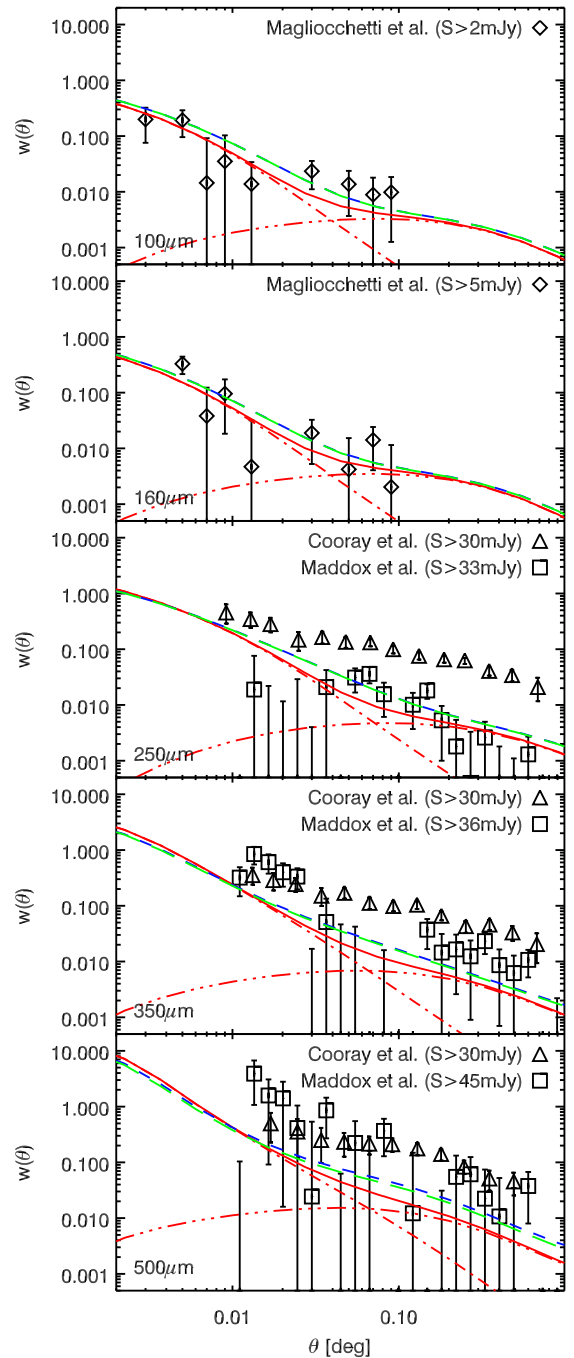 Magliocchetti et al. (S>2mJy)
10.000
1.000
0.100
0.010
0.001
w(θ)
100μm
Magliocchetti et al. (S>5mJy)
10.000
1.000
0.100
0.010
0.001
w(θ)
160μm
Cooray et al. (S>30mJy)
Maddox et al. (S>33mJy)
10.000
1.000
0.100
0.010
0.001
w(θ)
250μm
Cooray et al. (S>30mJy)
Maddox et al. (S>36mJy)
10.000
1.000
0.100
0.010
0.001
w(θ)
350μm
Cooray et al. (S>30mJy)
Maddox et al. (S>45mJy)
10.000
1.000
0.100
0.010
0.001
w(θ)
500μm
0.01 0.10
θ [deg]